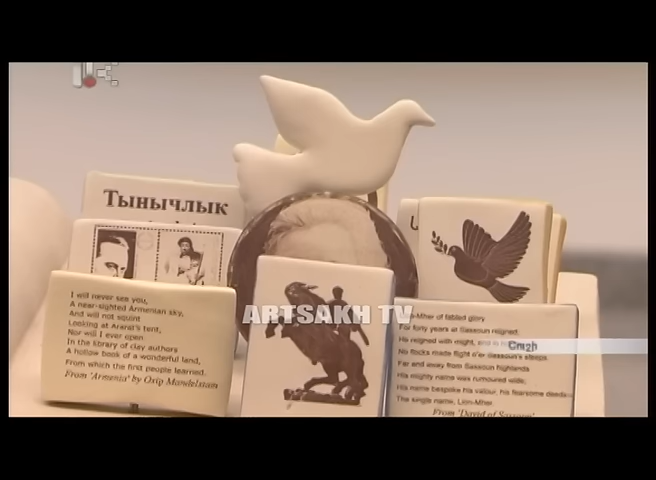 Тынычлык
I will never see you,
A near-sighted Armenian sky,
And will not squint
Looking at Ararat's tent,
Nor will I ever open
In the library of clay authors
A hollow book of a wonderful land,
From which the first people learned.
From 'Armenia' by Osip Mandelstam
ARTSAKH TV
Lion-Mher of fabled glory
For forty years at Sassoun reigned.
He reigned with might,
No flocks made flight o'er Sassoun's steeps.
Far and away from Sassoun highlands
His mighty name was rumoured wide,
His name bespoke his valour, his fearsome deeds
The single name, Lion-Mher.
From 'David of Sassoun'